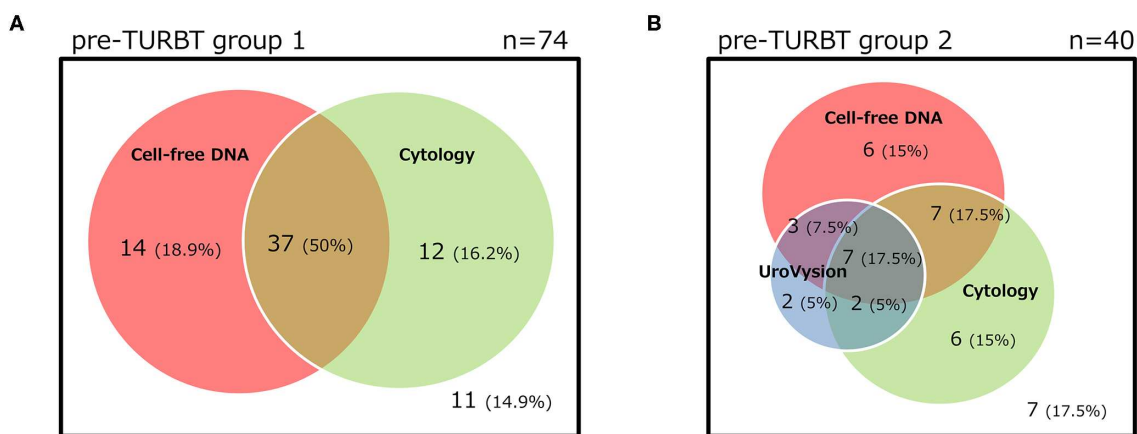 A
pre-TURBT group 1 n=74
Cell-free DNA Cytology
14 (18.9%) 37 (50%) 12 (16.2%)
11 (14.9%)
B
pre-TURBT group 2 n=40
Cell-free DNA
6 (15%)
3 (7.5%) 7 (17.5%)
7 (17.5%)
UroVysion
Cytology
2 (5%) 2 (5%)
6 (15%)
7 (17.5%)